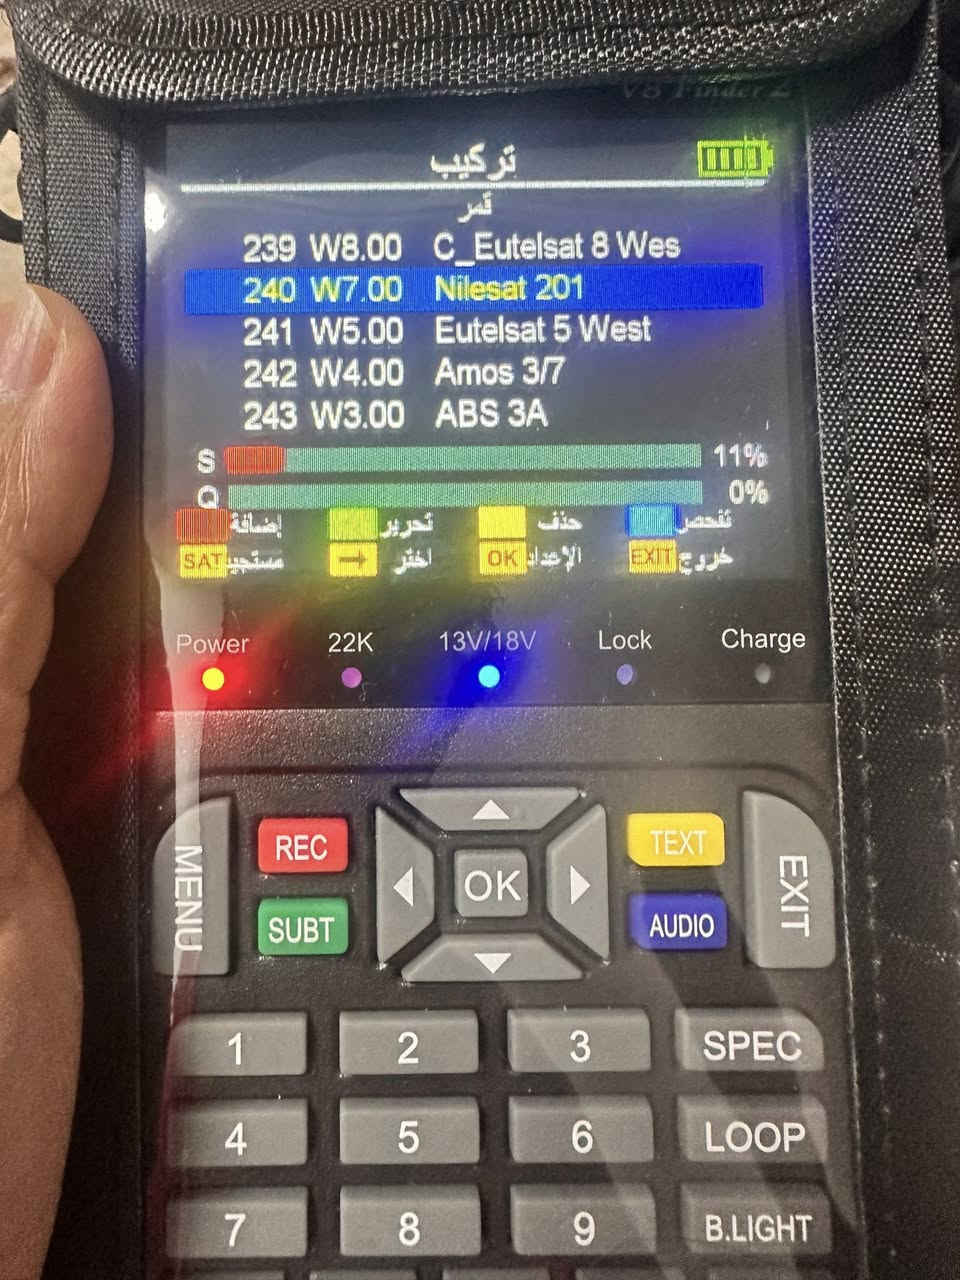 V8 Finder 2
تركيب
قمر
239 W8.00 C_Eutelsat 8 Wes
240 W7.00 Nilesat 201
241 W5.00 Eutelsat 5 West
242 W4.00 Amos 3/7
243 W3.00 ABS 3A
S 11%
Q 0%
إضافة تحرير حذف تفحص
SAT مستجيب → اختر OK الإعداد EXIT خروج
Power 22K 13V/18V Lock Charge
MENU REC OK TEXT EXIT
SUBT AUDIO
1 2 3 SPEC
4 5 6 LOOP
7 8 9 B.LIGHT